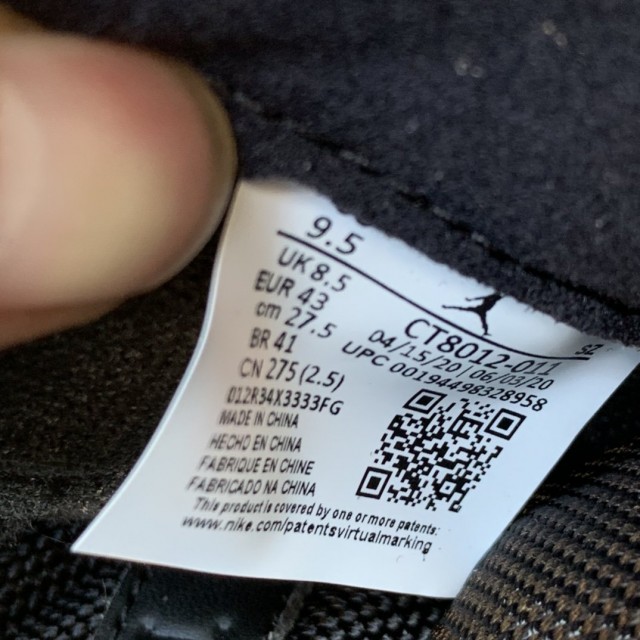 9.5
UK 8.5
EUR 43
cm 27.5
BR 41
CN 275 (2.5)
CT8012-011
04/15/20 | 06/03/20
UPC 00194496928958
012K34X3333FG
MADE IN CHINA
HECHO EN CHINA
FABRIQUE EN CHINE
FABRICADO NA CHINA
This product is covered by one or more patents:
www.nike.com/patentsvirtualmarking